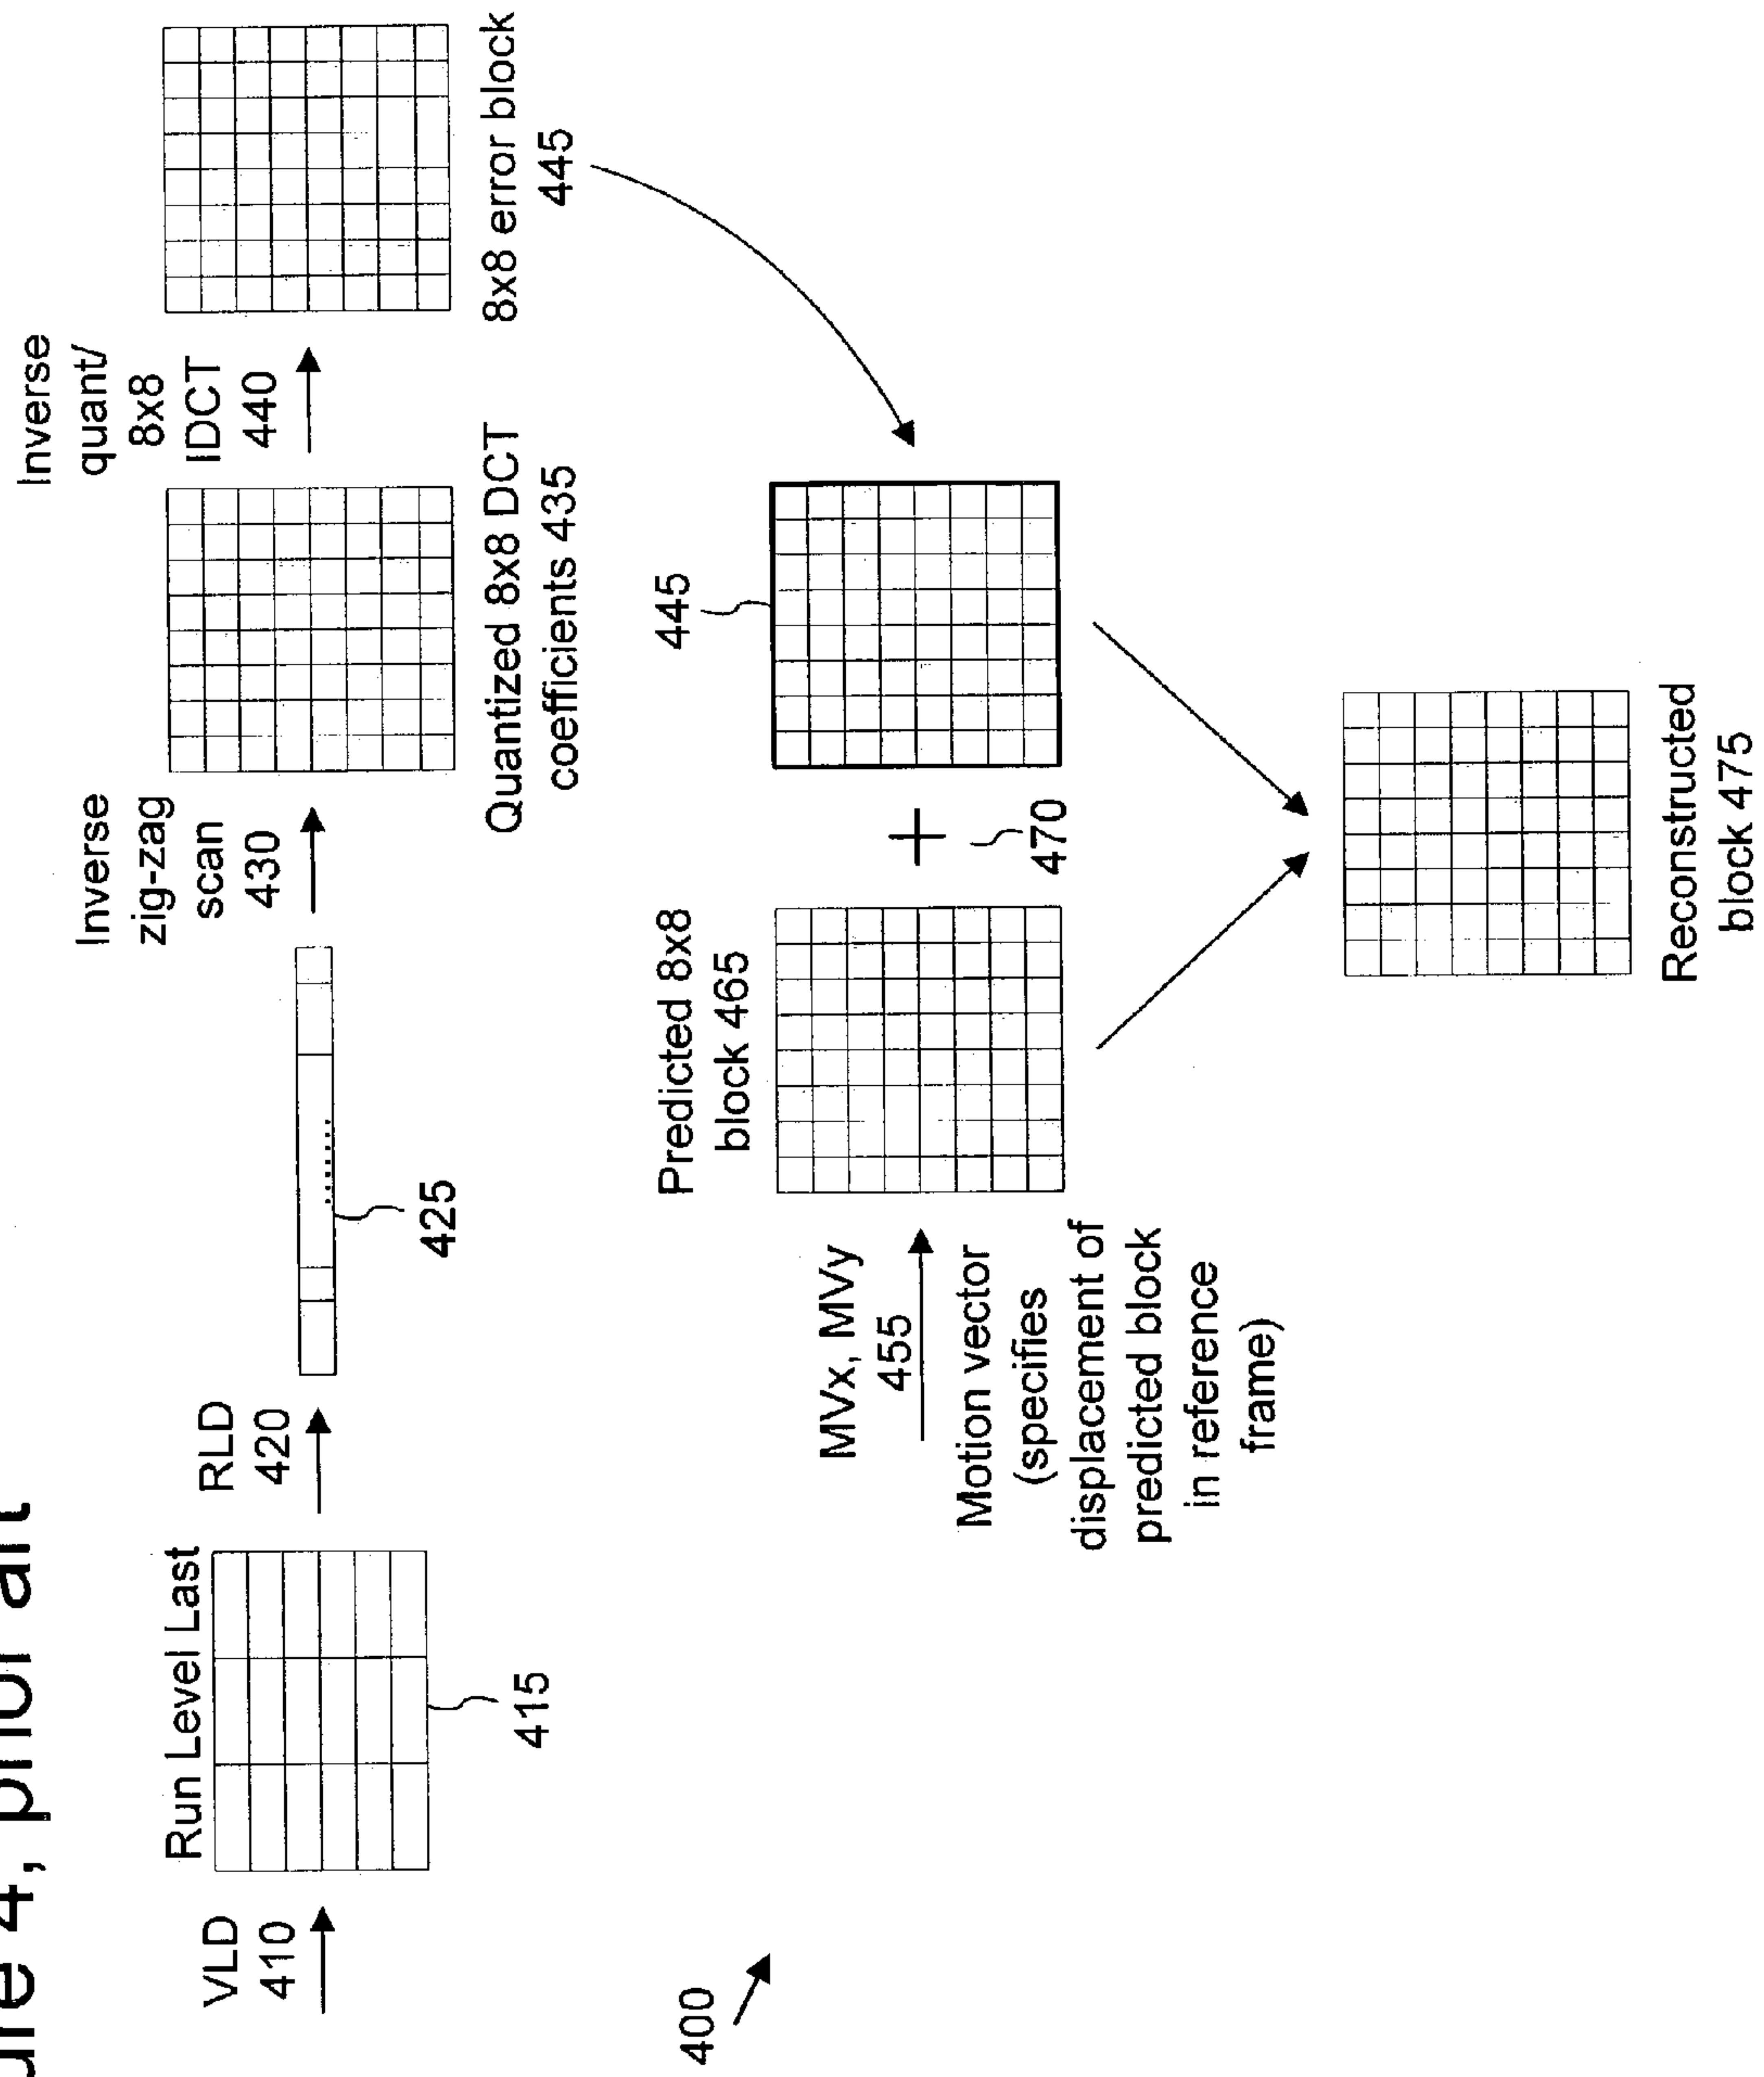 4, prior art
VLD
410
Run Level Last
415
RLD
420
425
Inverse
zig-zag
scan
430
Quantized 8x8 DCT
coefficients 435
Inverse
quant/
8x8
IDCT
440
8x8 error block
445
400
MVx, MVy
455
Motion vector
(specifies
displacement of
predicted block
in reference
frame)
Predicted 8x8
block 465
+
470
445
Reconstructed
block 475